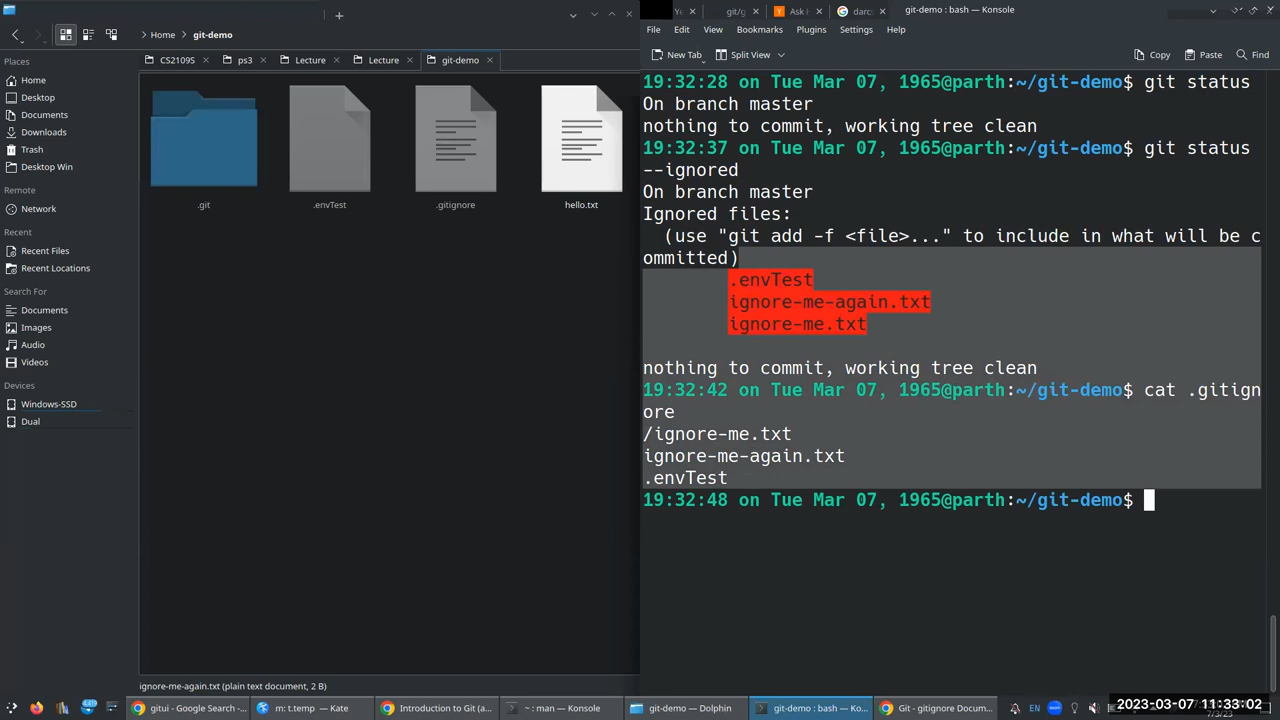 git/g
Ask H
darc
git-demo : bash — Konsole
Home > git-demo
File Edit View Bookmarks Plugins Settings Help
Places
CS2109S
ps3
Lecture
Lecture
git-demo
New Tab
Split View
Copy
Paste
Find
Home
Desktop
Documents
Downloads
Trash
Desktop Win
Remote
Network
Recent
Recent Files
Recent Locations
Search For
Documents
Images
Audio
Videos
Devices
Windows-SSD
Dual
.git
.envTest
.gitignore
hello.txt
19:32:28 on Tue Mar 07, 1965@parth:~/git-demo$ git status
On branch master
nothing to commit, working tree clean
19:32:37 on Tue Mar 07, 1965@parth:~/git-demo$ git status
--ignored
On branch master
Ignored files:
(use "git add -f <file>..." to include in what will be c
ommitted)
.envTest
ignore-me-again.txt
ignore-me.txt
nothing to commit, working tree clean
19:32:42 on Tue Mar 07, 1965@parth:~/git-demo$ cat .gitign
ore
/ignore-me.txt
ignore-me-again.txt
.envTest
19:32:48 on Tue Mar 07, 1965@parth:~/git-demo$
ignore-me-again.txt (plain text document, 2 B)
gitui - Google Search -
m: t.temp — Kate
Introduction to Git (a...
~ : man — Konsole
git-demo — Dolphin
git-demo : bash — Ko...
Git - gitignore Docum...
EN
2023-03-07 11:33:02
7/3/23